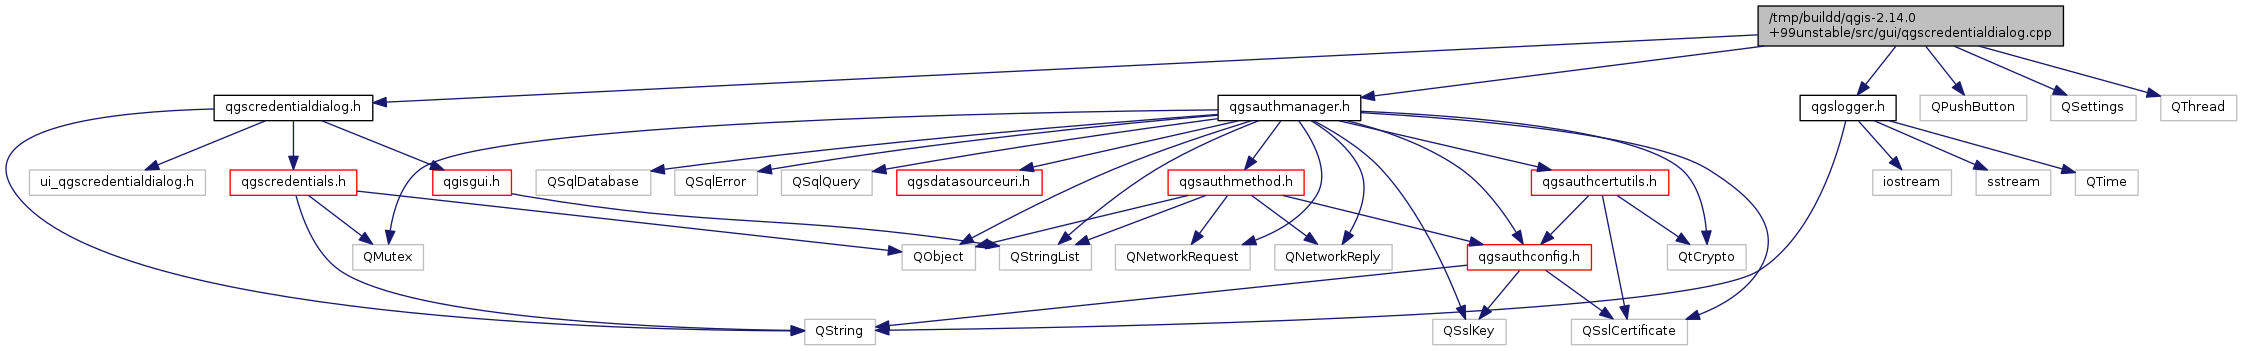 /tmp/buildd/qgis-2.14.0
+99unstable/src/gui/qgscredentialdialog.cpp
qgscredentialdialog.h
qgsauthmanager.h
qgslogger.h
QPushButton
QSettings
QThread
ui_qgscredentialdialog.h
qgscredentials.h
qgisgui.h
QSqlDatabase
QSqlError
QSqlQuery
qgsdatasourceuri.h
qgsauthmethod.h
qgsauthcertutils.h
iostream
sstream
QTime
QMutex
QObject
QStringList
QNetworkRequest
QNetworkReply
qgsauthconfig.h
QtCrypto
QString
QSslKey
QSslCertificate